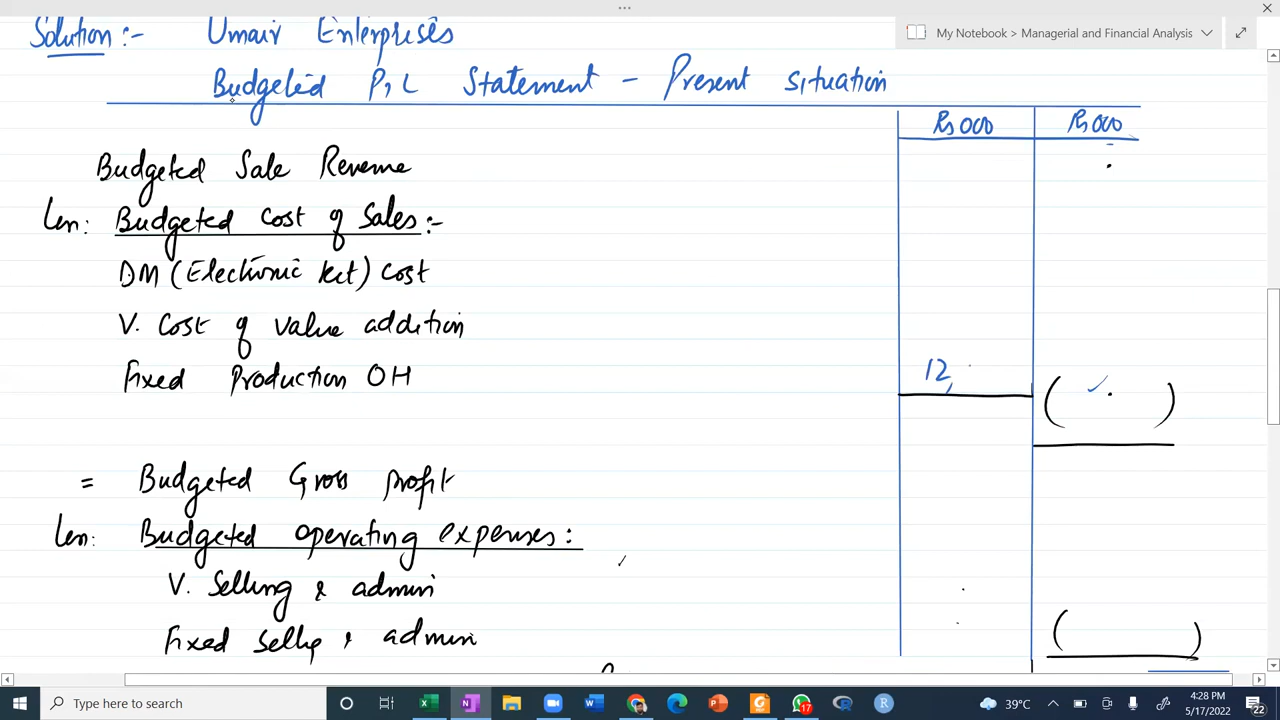 My Notebook > Managerial and Financial Analysis
Solution :- Umair Enterprises
Budgeted P,L Statement - Present situation
Rs 000 Rs 000
Budgeted Sale Revenue
Less: Budgeted Cost of Sales:-
DM (Electronic kit) Cost
V. Cost of value addition
Fixed Production OH 12, ( )
= Budgeted Gross profit
Less: Budgeted operating expenses:
V. Selling & admin
Fixed Selling & admin ( )
Type here to search
17
39°C
4:28 PM
5/17/2022
22